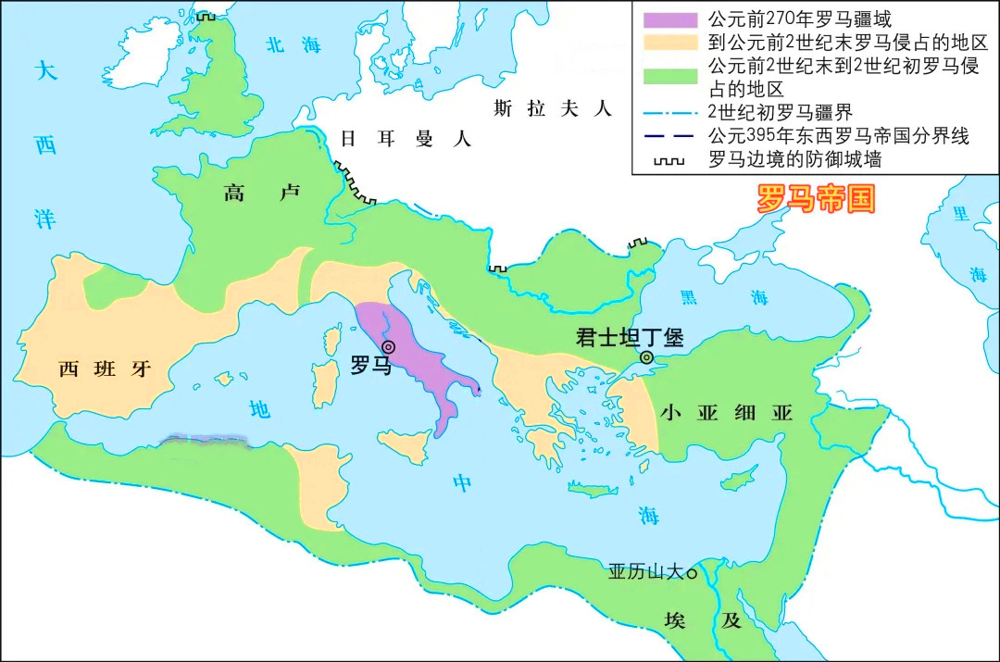 公元前270年罗马疆域
到公元前2世纪末罗马侵占的地区
公元前2世纪末到2世纪初罗马侵
占的地区
2世纪初罗马疆界
公元395年东西罗马帝国分界线
罗马边境的防御城墙
罗马帝国
大西洋
北海
斯拉夫人
日耳曼人
高卢
里海
黑海
君士坦丁堡
罗马
西班牙
小亚细亚
地中海
亚历山大
埃及